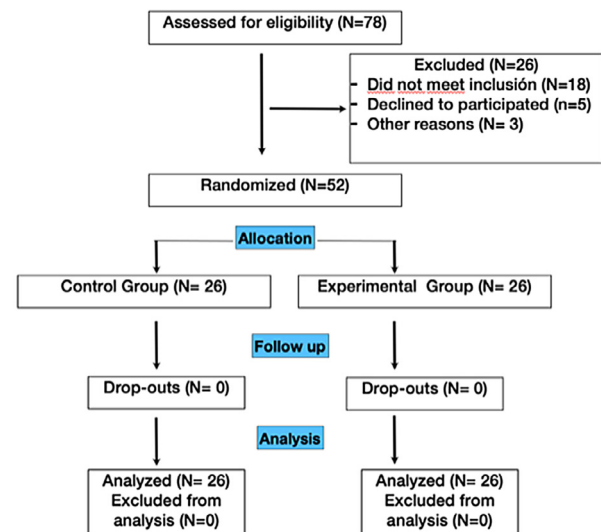 Assessed for eligibility (N=78)
Excluded (N=26)
- Did not meet inclusión (N=18)
- Declined to participated (n=5)
- Other reasons (N= 3)
Randomized (N=52)
Allocation
Control Group (N= 26)
Experimental Group (N= 26)
Follow up
Drop-outs (N= 0)
Drop-outs (N= 0)
Analysis
Analyzed (N= 26)
Excluded from
analysis (N=0)
Analyzed (N= 26)
Excluded from
analysis (N=0)